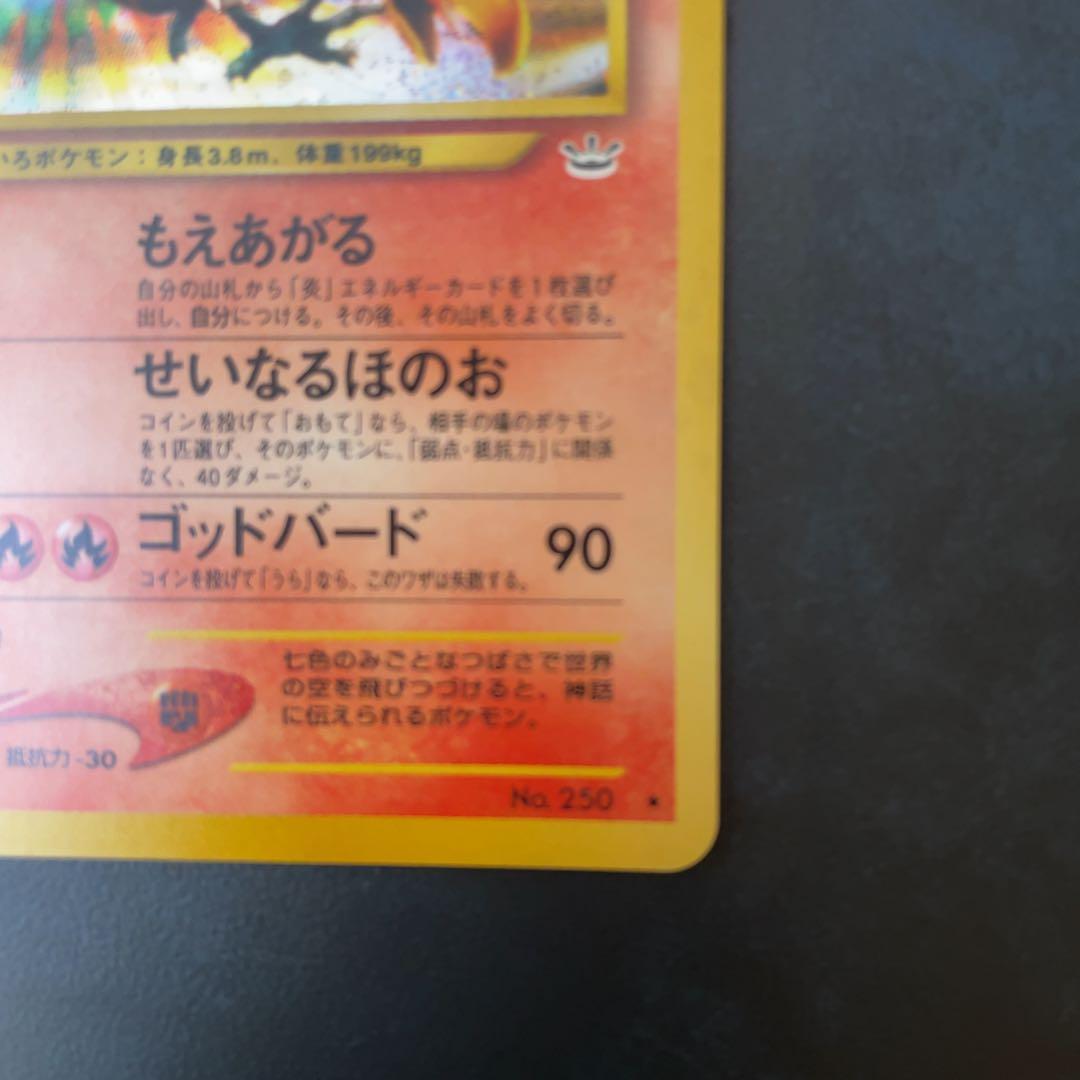 いろポケモン：身長3.8m、体重199kg
もえあがる
自分の山札から「炎」エネルギーカードを1枚選び
出し、自分につける。その後、その山札をよく切る。
せいなるほのお
コインを投げて「おもて」なら、相手の場のポケモン
を1匹選び、そのポケモンに、「弱点・抵抗力」に関係
なく、40ダメージ。
ゴッドバード 90
コインを投げて「うら」なら、このワザは失敗する。
七色のみごとなつばさで世界
の空を飛びつづけると、神話
に伝えられるポケモン。
抵抗力 -30
No. 250